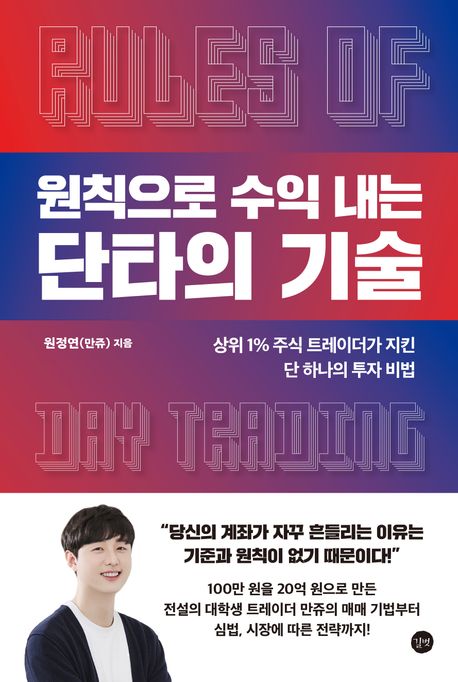 RULES OF
원칙으로 수익 내는
단타의 기술
원정연(만쥬) 지음
상위 1% 주식 트레이더가 지킨
단 하나의 투자 비법
DAY TRADING
“당신의 계좌가 자꾸 흔들리는 이유는
기준과 원칙이 없기 때문이다!”
100만 원을 20억 원으로 만든
전설의 대학생 트레이더 만쥬의 매매 기법부터
심법, 시장에 따른 전략까지!
길벗